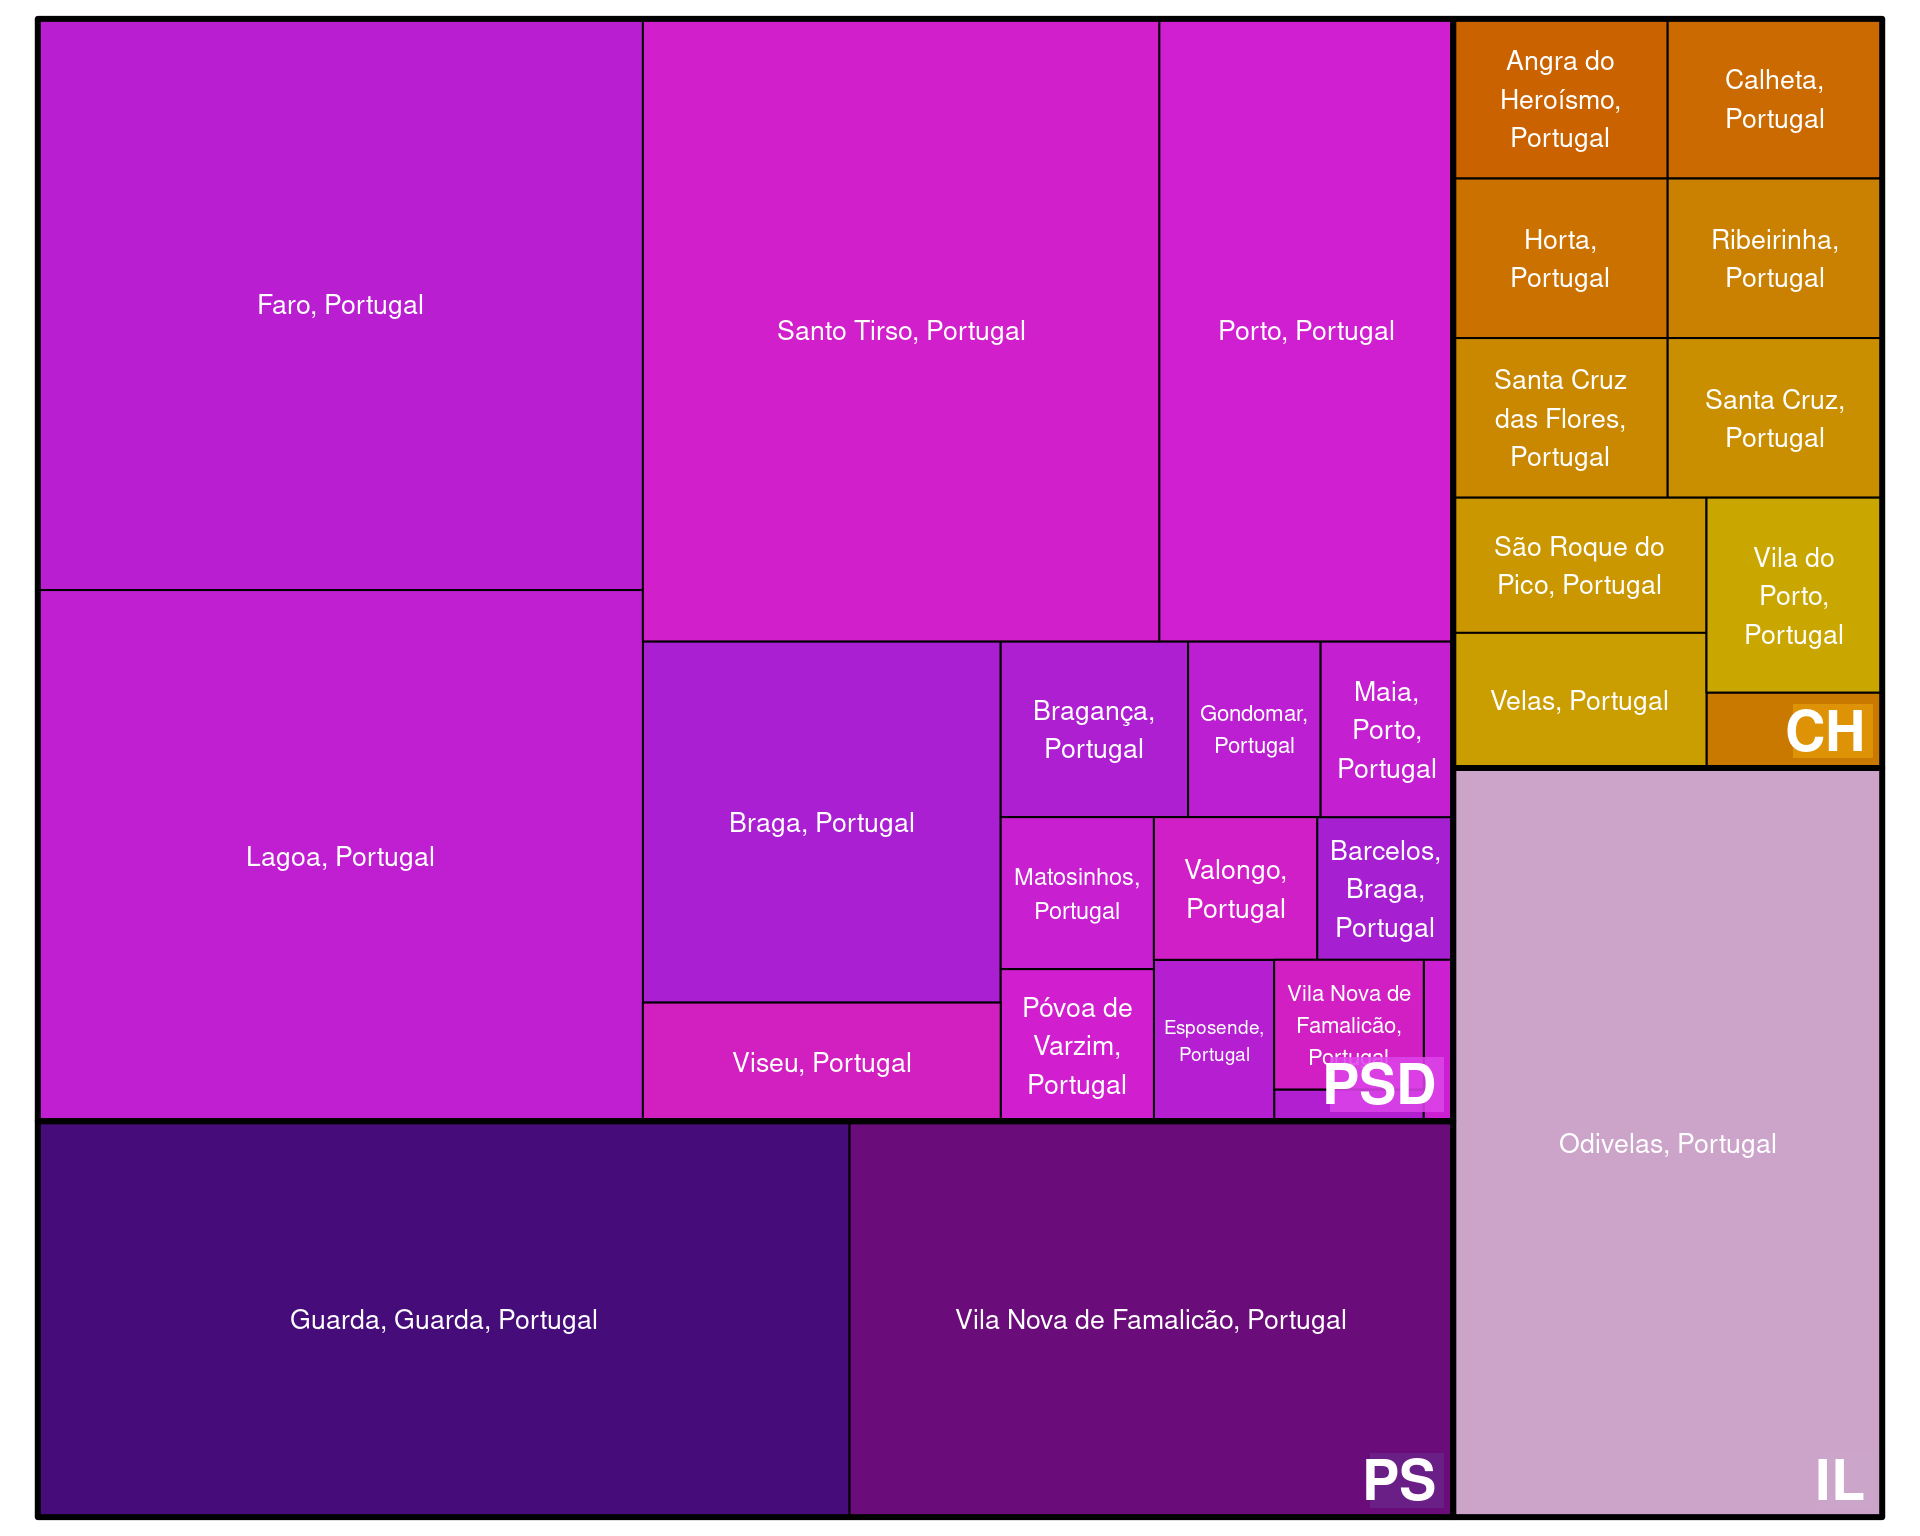 Faro, Portugal
Santo Tirso, Portugal
Porto, Portugal
Lagoa, Portugal
Braga, Portugal
Viseu, Portugal
Bragança,
Portugal
Gondomar,
Portugal
Maia,
Porto,
Portugal
Matosinhos,
Portugal
Valongo,
Portugal
Barcelos,
Braga,
Portugal
Póvoa de
Varzim,
Portugal
Esposende,
Portugal
Vila Nova de
Famalicão,
Portugal
PSD
Guarda, Guarda, Portugal
Vila Nova de Famalicão, Portugal
PS
Angra do
Heroísmo,
Portugal
Calheta,
Portugal
Horta,
Portugal
Ribeirinha,
Portugal
Santa Cruz
das Flores,
Portugal
Santa Cruz,
Portugal
São Roque do
Pico, Portugal
Vila do
Porto,
Portugal
Velas, Portugal
CH
Odivelas, Portugal
IL